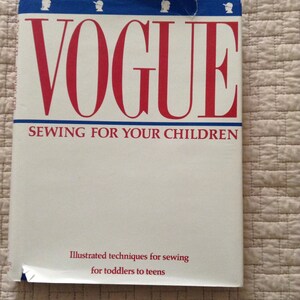 VOGUE
SEWING FOR YOUR CHILDREN
Illustrated techniques for sewing
for toddlers to teens